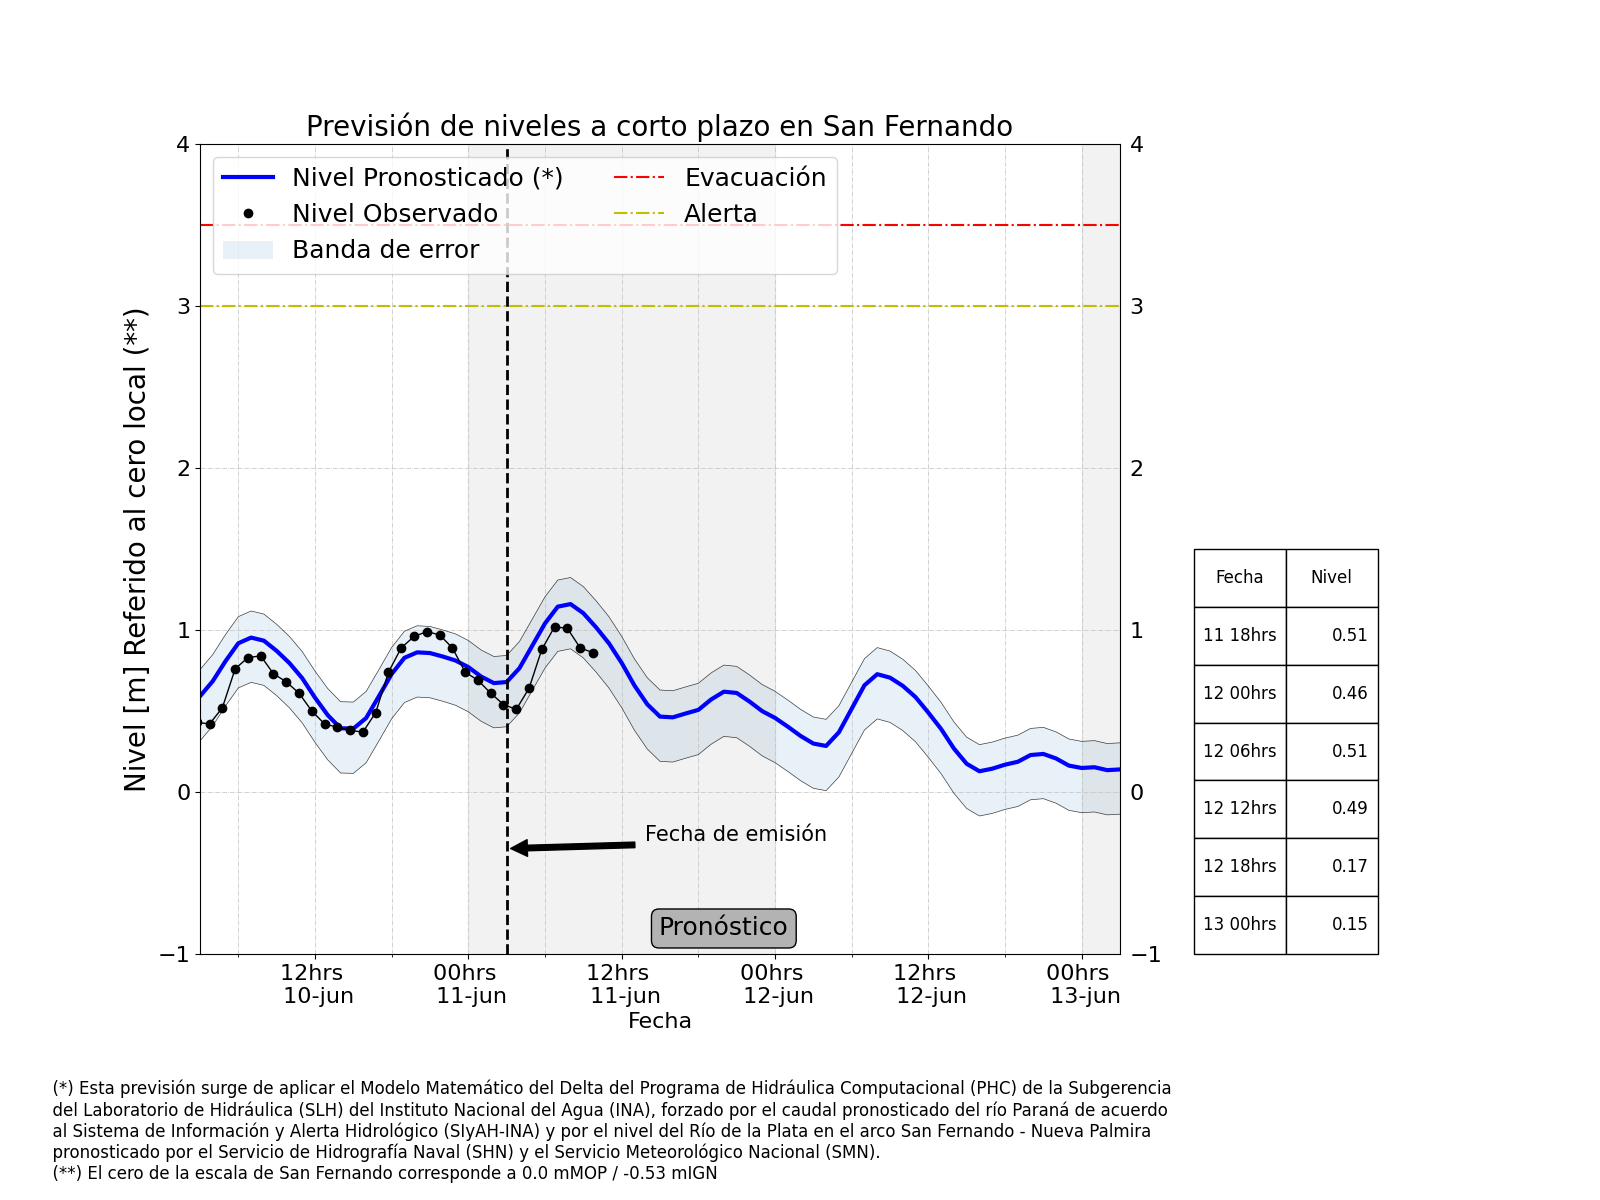 Previsión de niveles a corto plazo en San Fernando
Nivel Pronosticado (*)
Nivel Observado
Banda de error
Evacuación
Alerta
Nivel [m] Referido al cero local (**)
4
3
2
1
0
−1
4
3
2
1
0
−1
Fecha de emisión
Pronóstico
12hrs
10-jun
00hrs
11-jun
12hrs
11-jun
00hrs
12-jun
12hrs
12-jun
00hrs
13-jun
Fecha
Fecha Nivel
11 18hrs 0.51
12 00hrs 0.46
12 06hrs 0.51
12 12hrs 0.49
12 18hrs 0.17
13 00hrs 0.15
(*) Esta previsión surge de aplicar el Modelo Matemático del Delta del Programa de Hidráulica Computacional (PHC) de la Subgerencia
del Laboratorio de Hidráulica (SLH) del Instituto Nacional del Agua (INA), forzado por el caudal pronosticado del río Paraná de acuerdo
al Sistema de Información y Alerta Hidrológico (SIyAH-INA) y por el nivel del Río de la Plata en el arco San Fernando - Nueva Palmira
pronosticado por el Servicio de Hidrografía Naval (SHN) y el Servicio Meteorológico Nacional (SMN).
(**) El cero de la escala de San Fernando corresponde a 0.0 mMOP / -0.53 mIGN